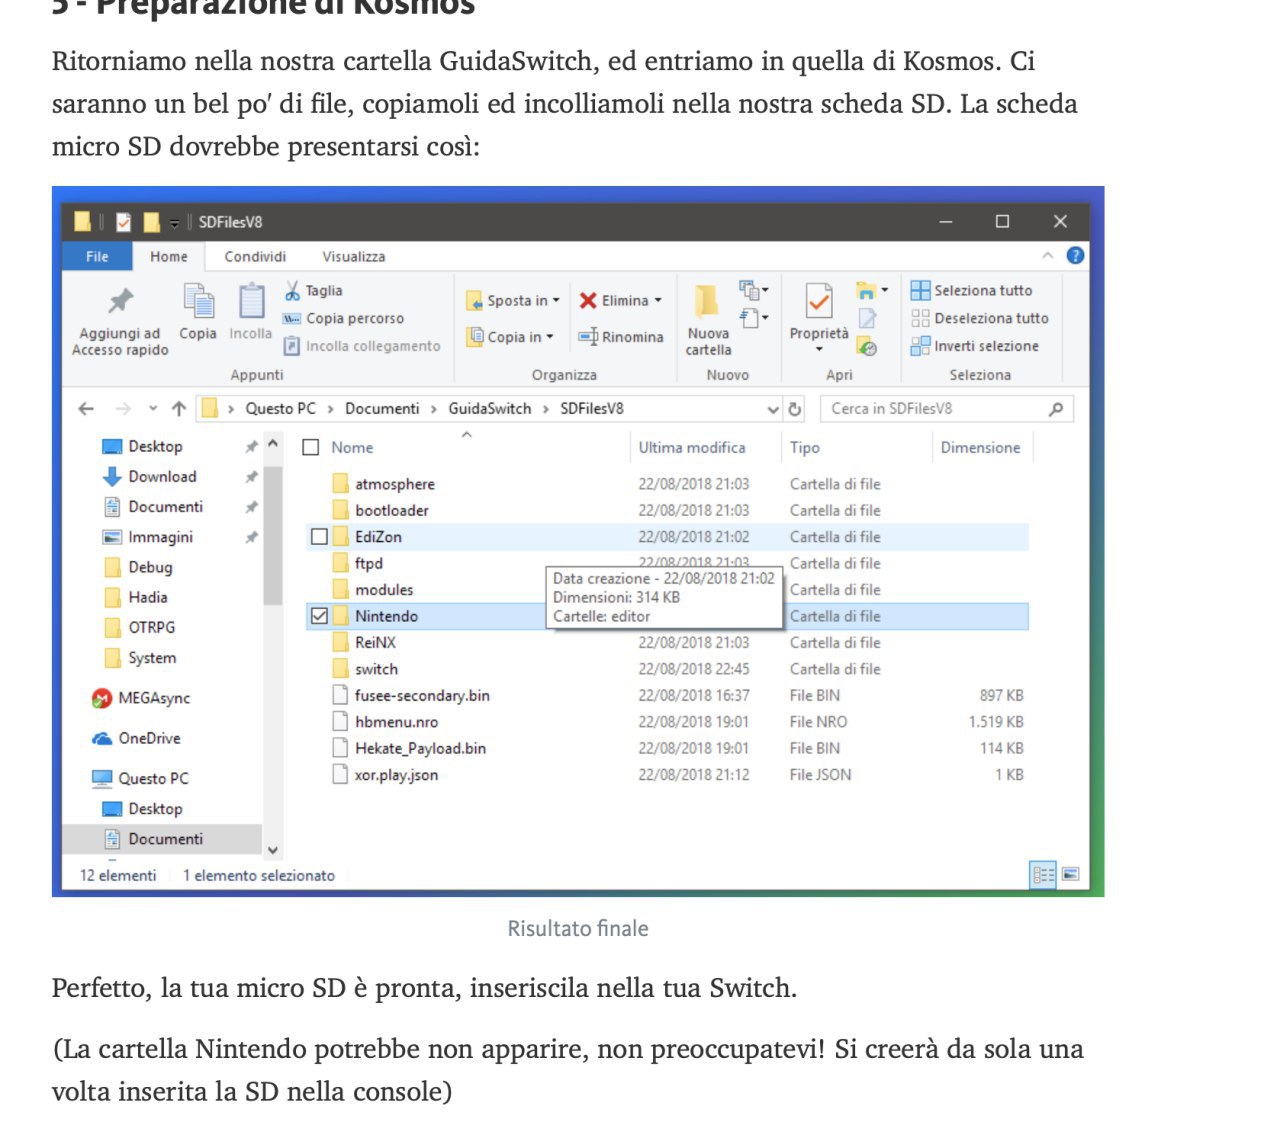 5 - Preparazione di Kosmos
Ritorniamo nella nostra cartella GuidaSwitch, ed entriamo in quella di Kosmos. Ci
saranno un bel po' di file, copiamoli ed incolliamoli nella nostra scheda SD. La scheda
micro SD dovrebbe presentarsi così:
SDFilesV8
File Home Condividi Visualizza
Aggiungi ad
Accesso rapido
Copia
Incolla
Taglia
Copia percorso
Incolla collegamento
Appunti
Sposta in
Copia in
Elimina
Rinomina
Organizza
Nuova
cartella
Nuovo
Proprietà
Apri
Seleziona tutto
Deseleziona tutto
Inverti selezione
Seleziona
Questo PC > Documenti > GuidaSwitch > SDFilesV8
Cerca in SDFilesV8
Desktop
Download
Documenti
Immagini
Debug
Hadia
OTRPG
System
MEGAsync
OneDrive
Questo PC
Desktop
Documenti
Nome Ultima modifica Tipo Dimensione
atmosphere 22/08/2018 21:03 Cartella di file
bootloader 22/08/2018 21:03 Cartella di file
EdiZon 22/08/2018 21:02 Cartella di file
ftpd 22/08/2018 21:03 Cartella di file
modules Cartella di file
Nintendo Cartella di file
ReiNX 22/08/2018 21:03 Cartella di file
switch 22/08/2018 22:45 Cartella di file
fusee-secondary.bin 22/08/2018 16:37 File BIN 897 KB
hbmenu.nro 22/08/2018 19:01 File NRO 1.519 KB
Hekate_Payload.bin 22/08/2018 19:01 File BIN 114 KB
xor.play.json 22/08/2018 21:12 File JSON 1 KB
Data creazione - 22/08/2018 21:02
Dimensioni: 314 KB
Cartelle: editor
12 elementi 1 elemento selezionato
Risultato finale
Perfetto, la tua micro SD è pronta, inseriscila nella tua Switch.
(La cartella Nintendo potrebbe non apparire, non preoccupatevi! Si creerà da sola una
volta inserita la SD nella console)